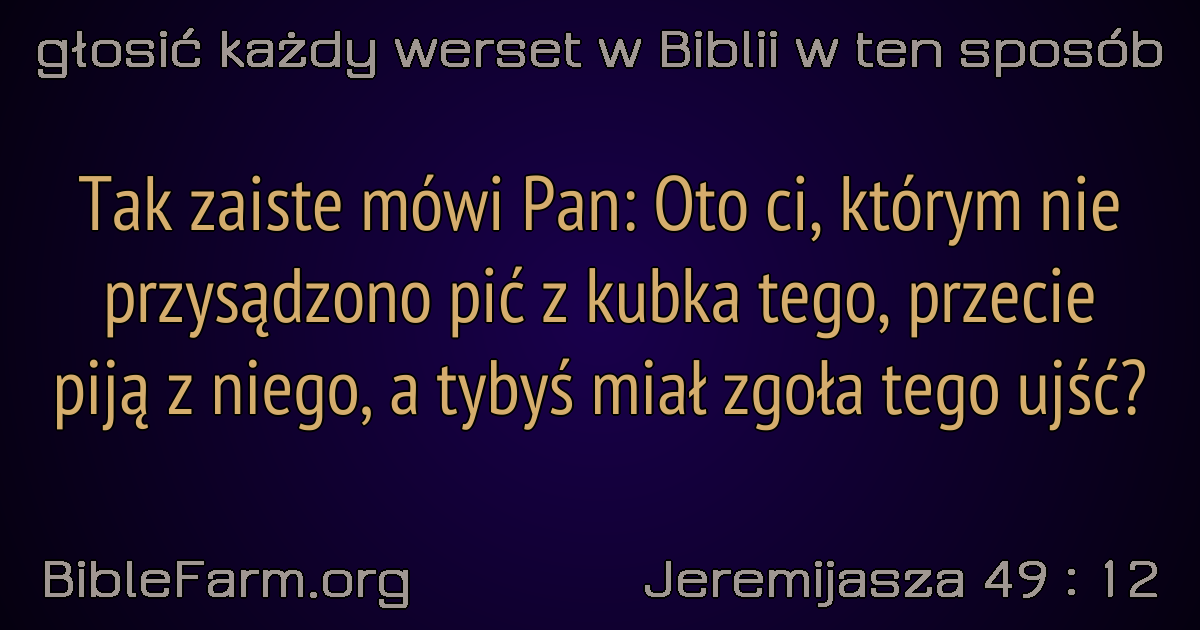 głosić każdy werset w Biblii w ten sposób
Tak zaiste mówi Pan: Oto ci, którym nie
przysądzono pić z kubka tego, przecie
piją z niego, a tybyś miał zgoła tego ujść?
BibleFarm.org
Jeremijasza 49 : 12